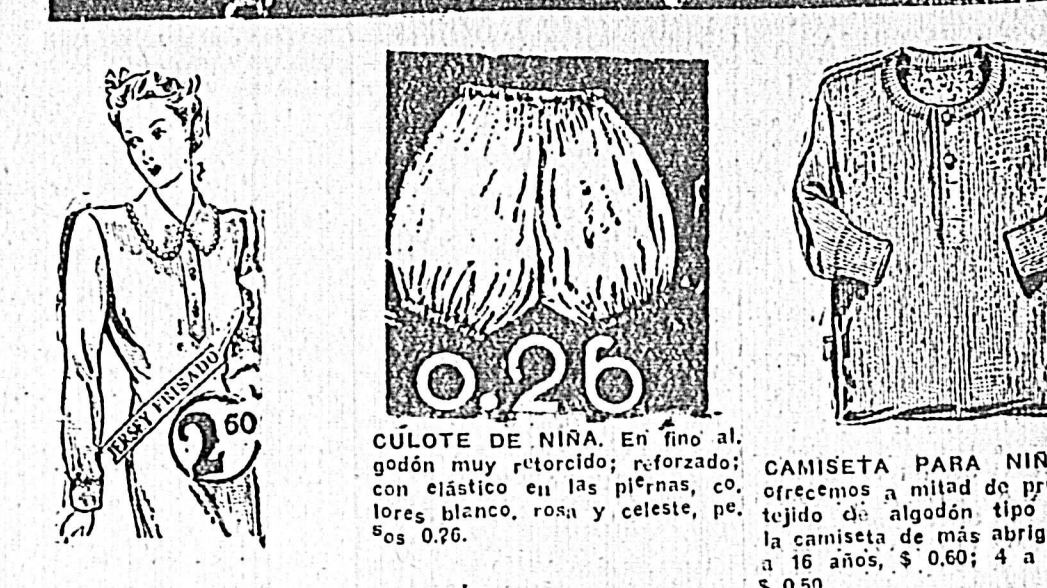 ERSEY FRISADO
2 60
0.26
CULOTE DE NIÑA. En fino al.
godón muy retorcido; reforzado;
con elástico en las piernas, co.
lores blanco, rosa y celeste, pe.
sos 0.26.
CAMISETA PARA NIÑ
ofrecemos a mitad de pr
tejido de algodón tipo
la camiseta de más abrig
a 16 años, $ 0.60; 4 a
$ 0.50